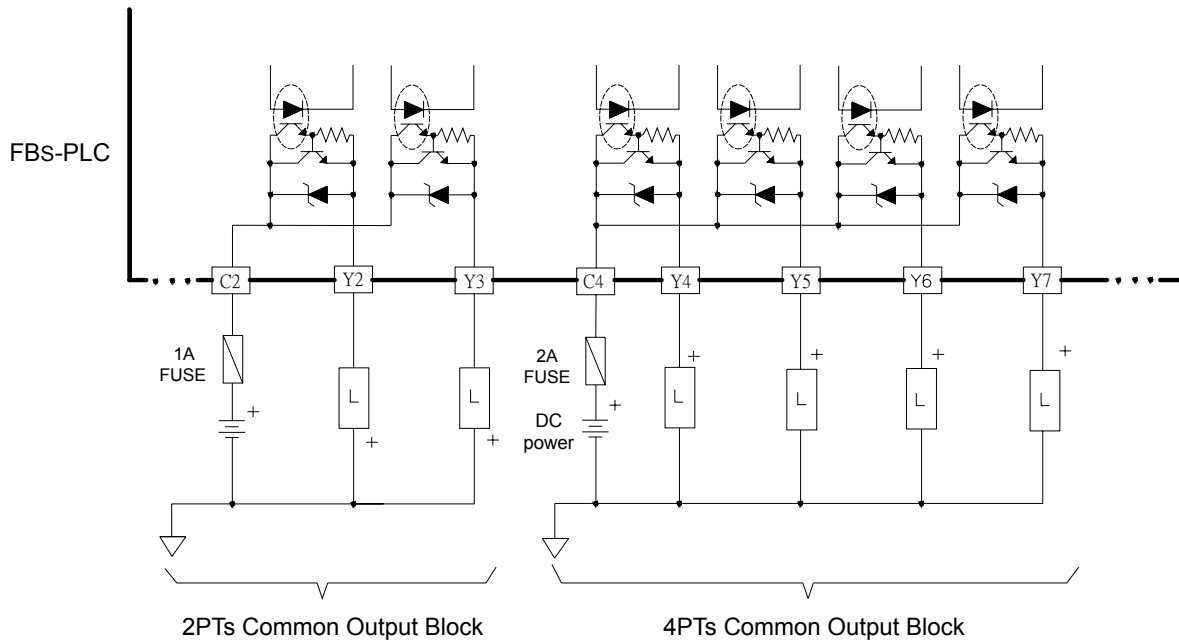 FBs-PLC
C2 Y2 Y3 C4 Y4 Y5 Y6 Y7
1A
FUSE
+
L
+
L
+
2A
FUSE
DC
power
+
+
L
+
L
+
L
+
L
2PTs Common Output Block
4PTs Common Output Block